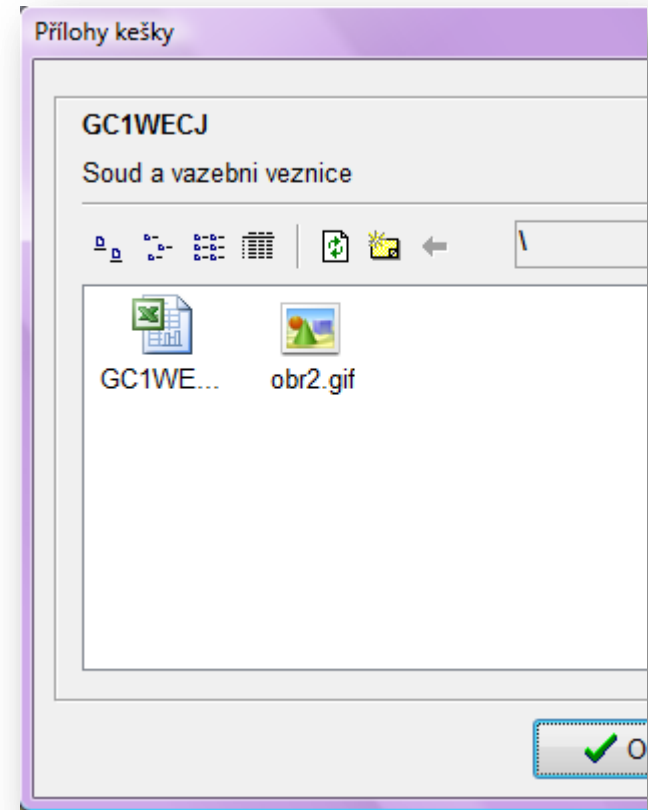 Přílohy kešky
GC1WECJ
Soud a vazebni veznice
\
GC1WE... obr2.gif
O